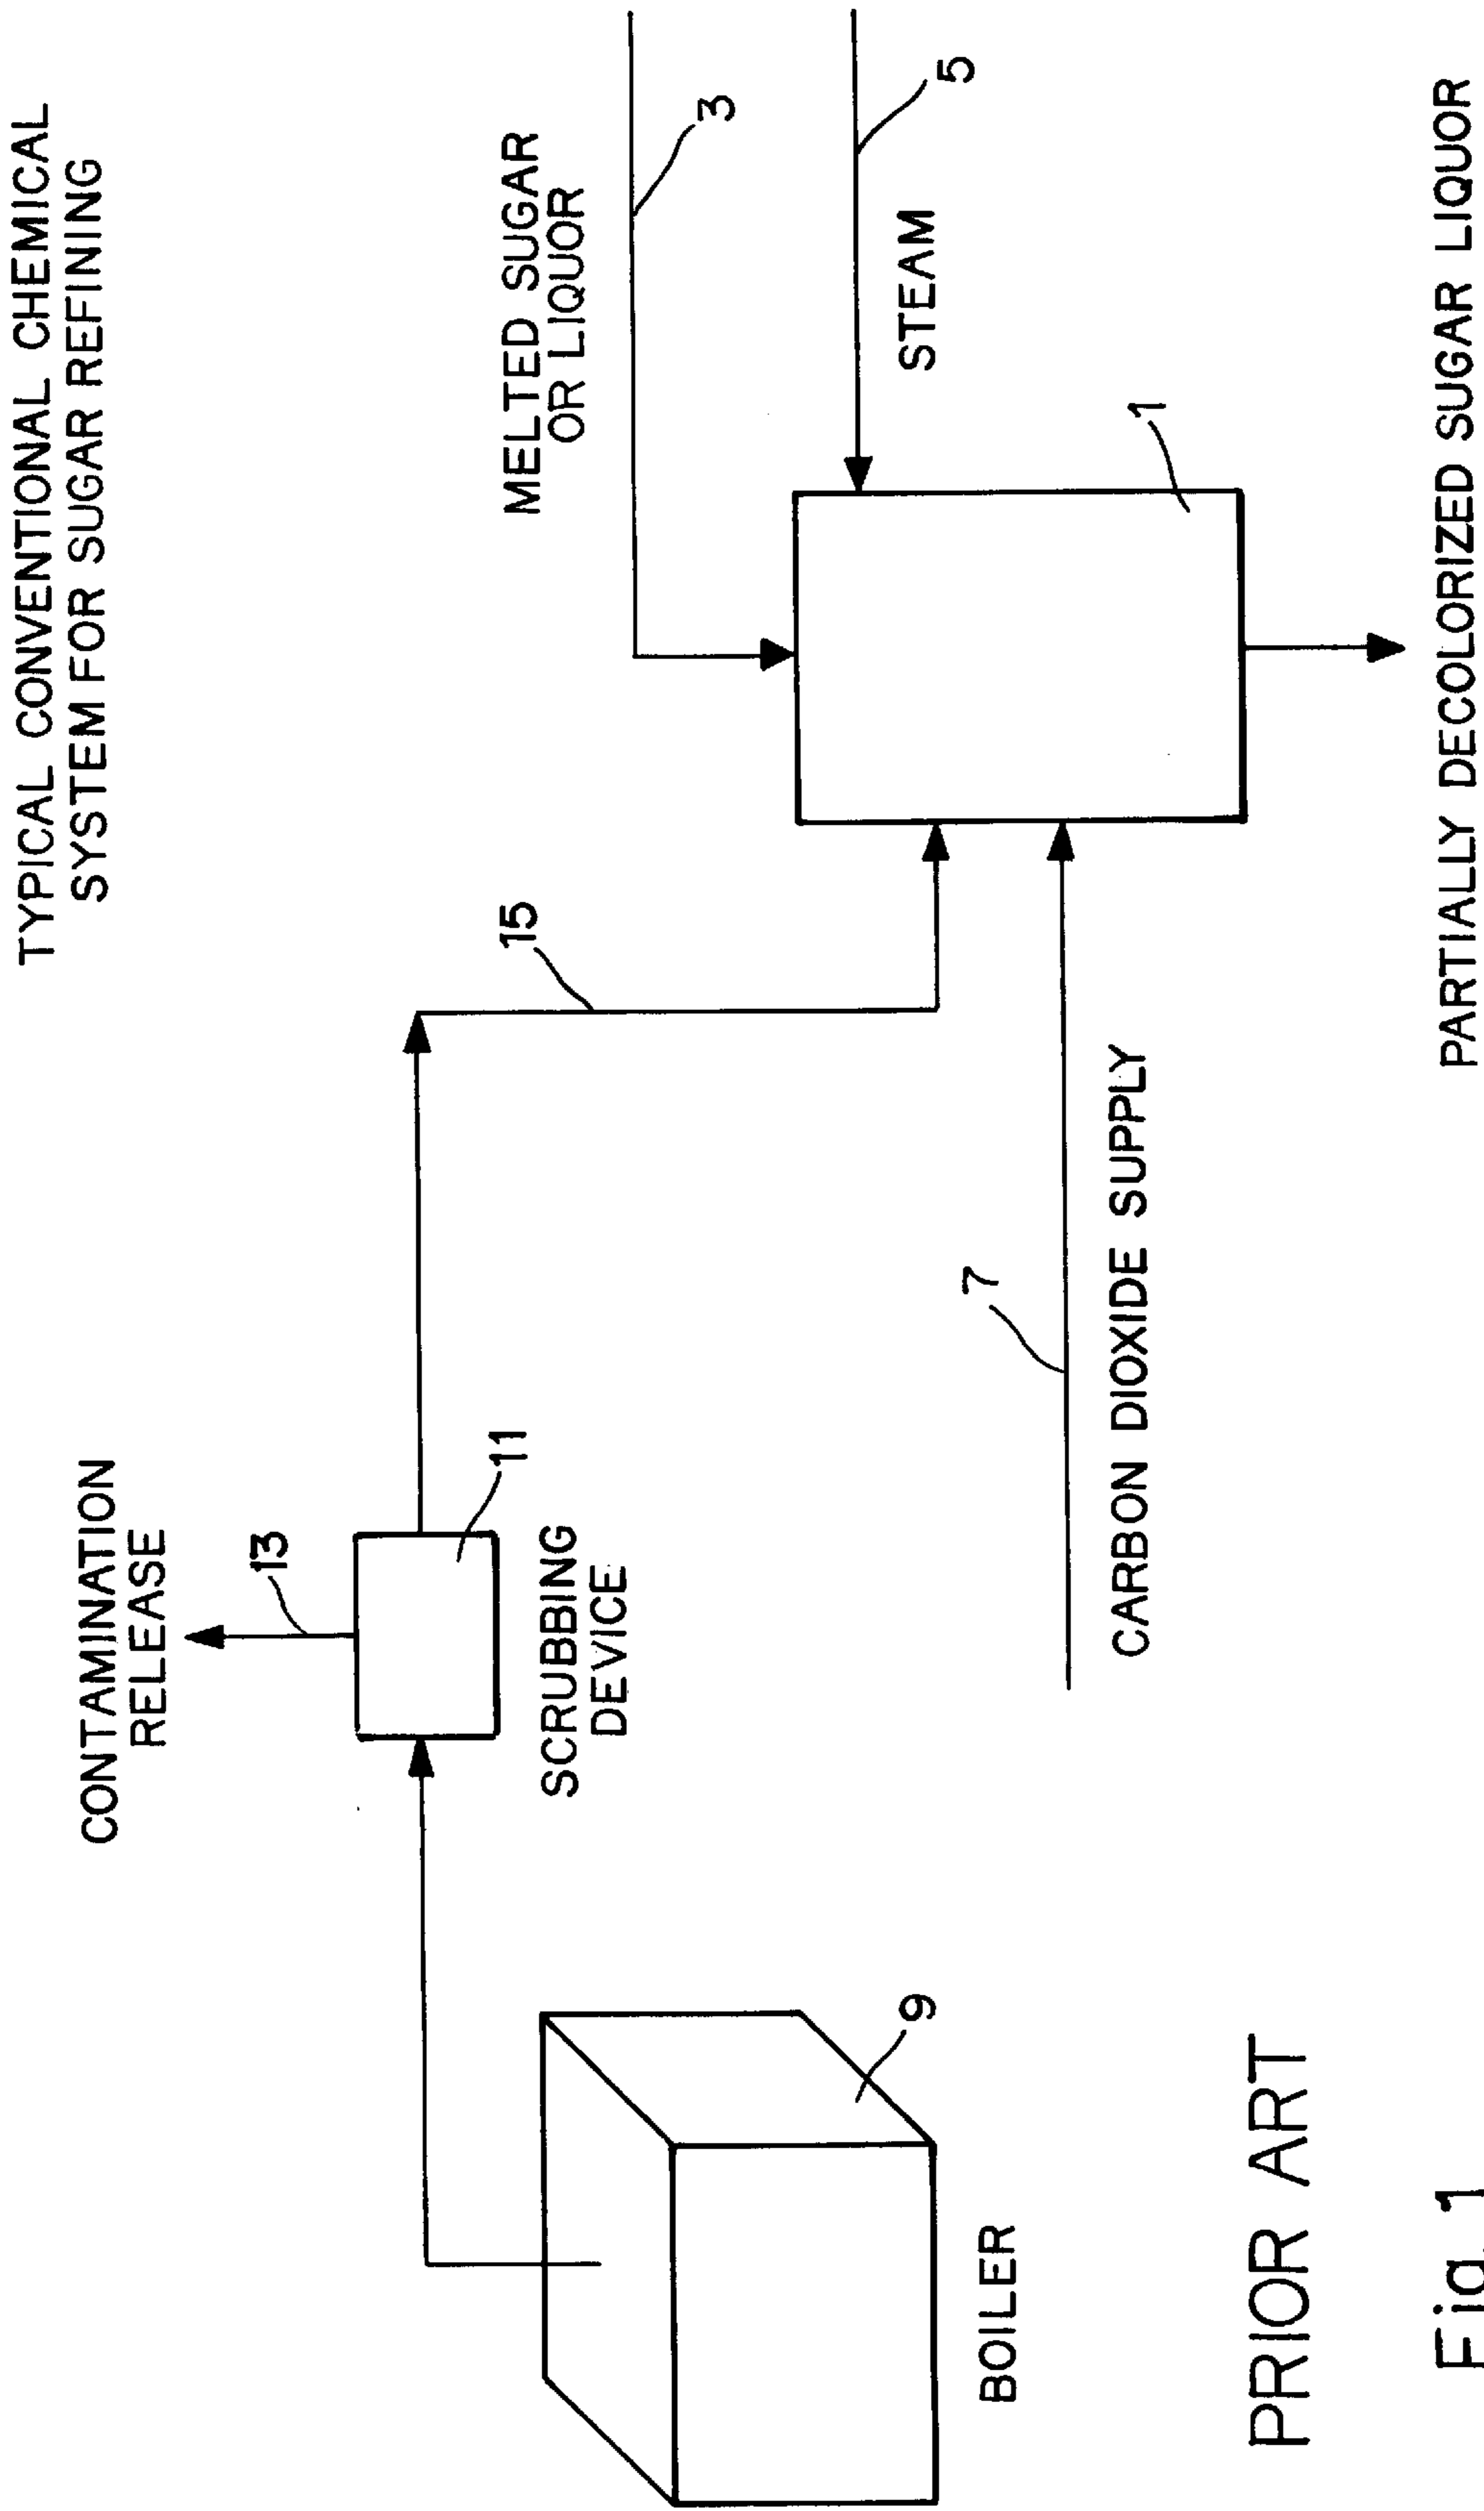 TYPICAL CONVENTIONAL CHEMICAL
SYSTEM FOR SUGAR REFINING
CONTAMINATION
RELEASE
13
11
SCRUBBING
DEVICE
15
MELTED SUGAR
OR LIQUOR
3
5
STEAM
1
9
BOILER
7
CARBON DIOXIDE SUPPLY
PARTIALLY DECOLORIZED SUGAR LIQUOR
PRIOR ART
Fig. 1